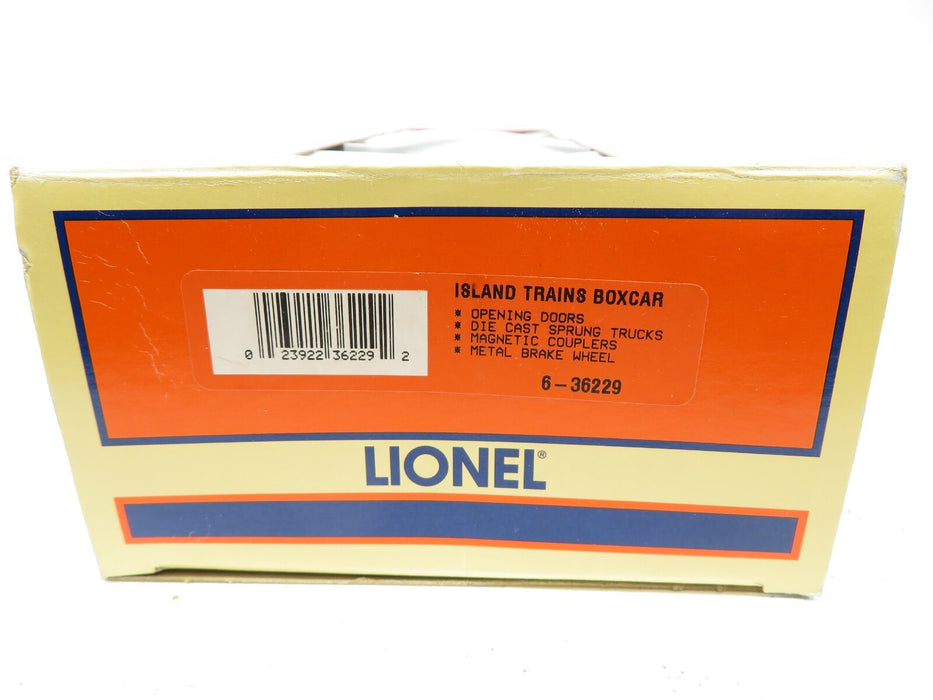 ISLAND TRAINS BOXCAR
* OPENING DOORS
* DIE CAST SPRUNG TRUCKS
* MAGNETIC COUPLERS
* METAL BRAKE WHEEL
6-36229
0 23922 36229 2
LIONEL®